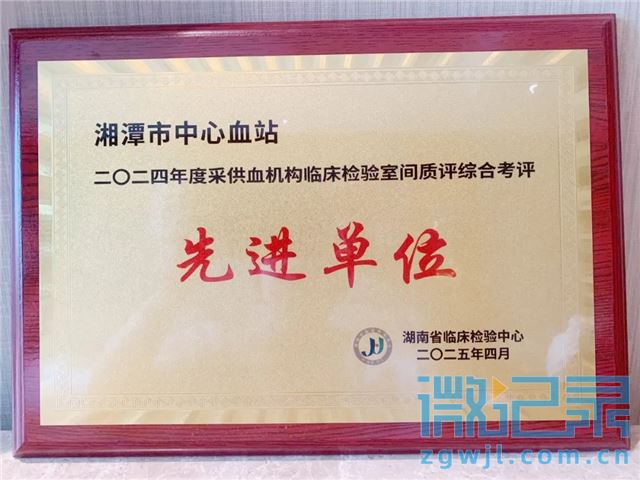 湘潭市中心血站
二〇二四年度采供血机构临床检验室间质评综合考评
先进单位
湖南省临床检验中心
二〇二五年四月
微记录
zgwjl.com.cn